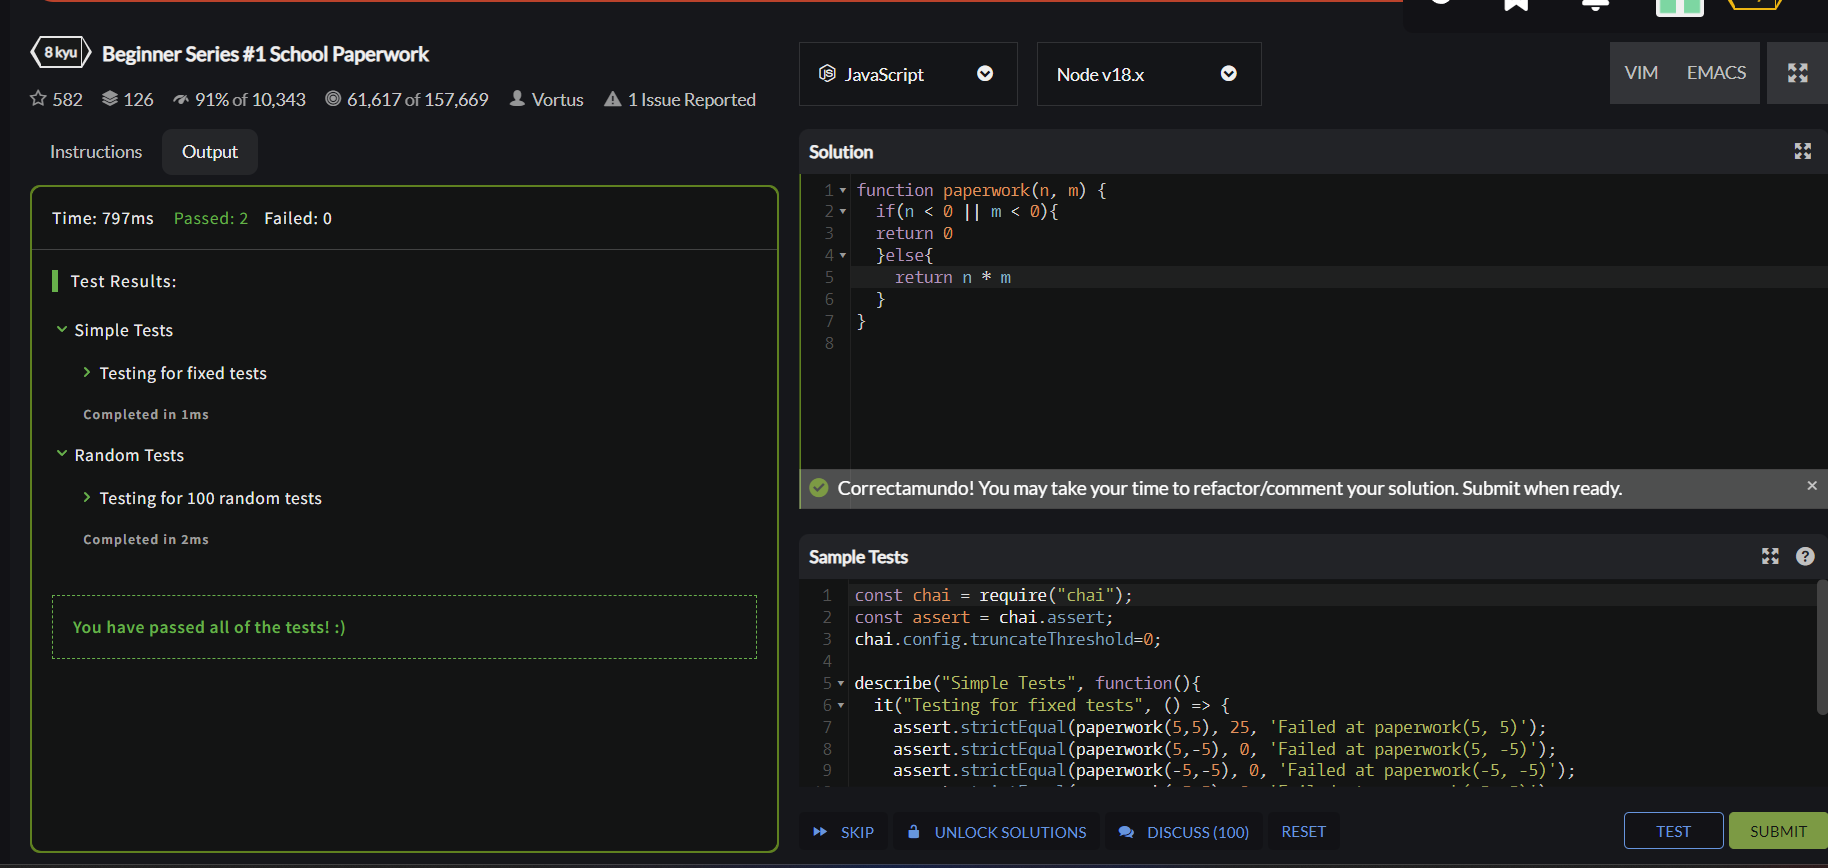 8 kyu Beginner Series #1 School Paperwork
582 126 91% of 10,343 61,617 of 157,669 Vortus 1 Issue Reported
Instructions Output
Time: 797ms Passed: 2 Failed: 0
Test Results:
Simple Tests
Testing for fixed tests
Completed in 1ms
Random Tests
Testing for 100 random tests
Completed in 2ms
You have passed all of the tests! :)
JavaScript Node v18.x VIM EMACS
Solution
1 function paperwork(n, m) {
2 if(n < 0 || m < 0){
3 return 0
4 }else{
5 return n * m
6 }
7 }
8
Correctamundo! You may take your time to refactor/comment your solution. Submit when ready.
Sample Tests
1 const chai = require("chai");
2 const assert = chai.assert;
3 chai.config.truncateThreshold=0;
4
5 describe("Simple Tests", function(){
6 it("Testing for fixed tests", () => {
7 assert.strictEqual(paperwork(5,5), 25, 'Failed at paperwork(5, 5)');
8 assert.strictEqual(paperwork(5,-5), 0, 'Failed at paperwork(5, -5)');
9 assert.strictEqual(paperwork(-5,-5), 0, 'Failed at paperwork(-5, -5)');
SKIP UNLOCK SOLUTIONS DISCUSS (100) RESET TEST SUBMIT